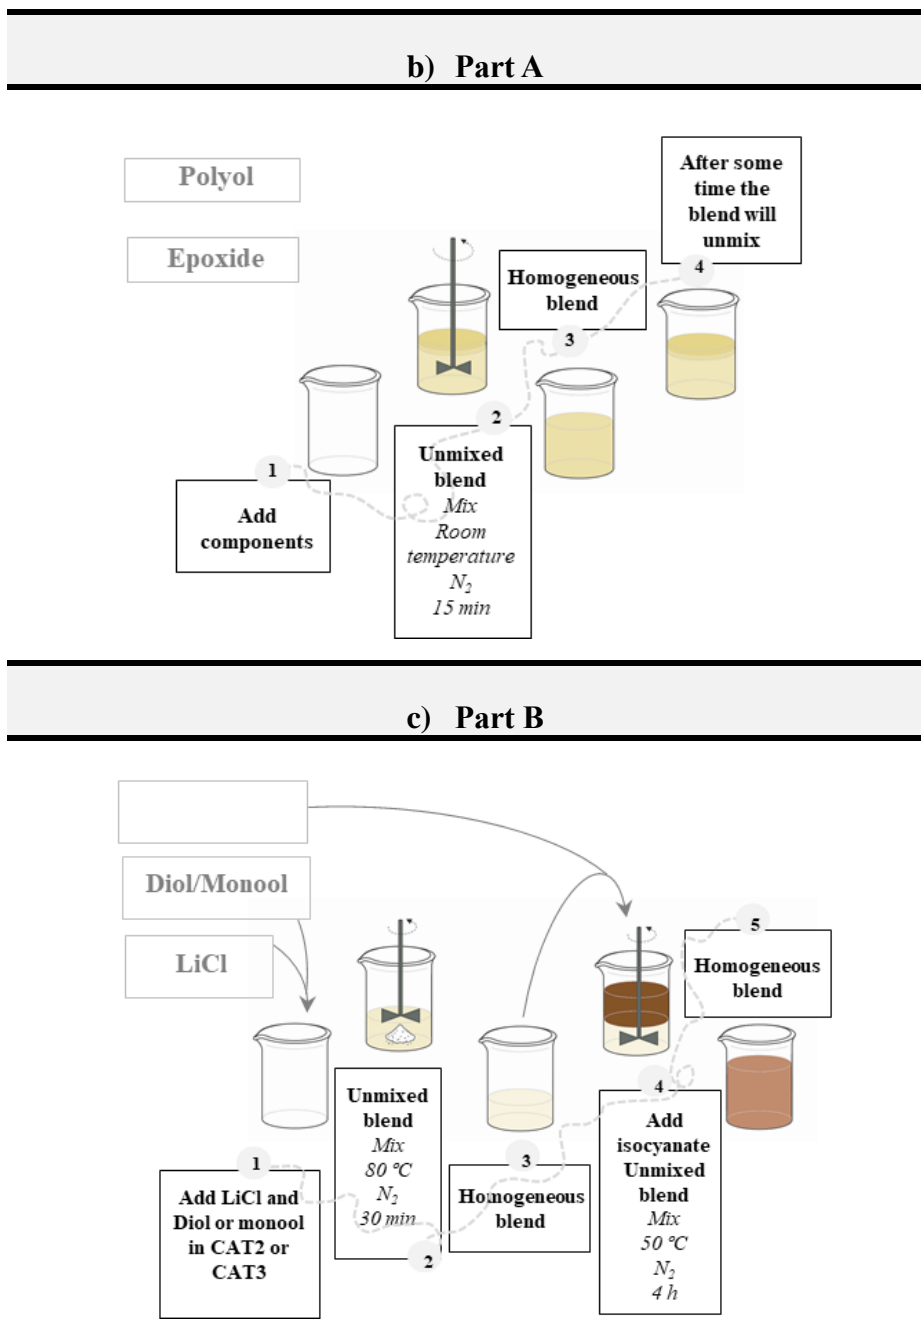 b) Part A
Polyol
Epoxide
After some
time the
blend will
unmix
4
Homogeneous
blend
3
2
Unmixed
blend
Mix
Room
temperature
N₂
15 min
1
Add
components
c) Part B
Diol/Monool
LiCl
5
Homogeneous
blend
4
Add
isocyanate
Unmixed
blend
Mix
50 °C
N₂
4 h
Unmixed
blend
Mix
80 °C
N₂
30 min
2
3
Homogeneous
blend
1
Add LiCl and
Diol or monool
in CAT2 or
CAT3